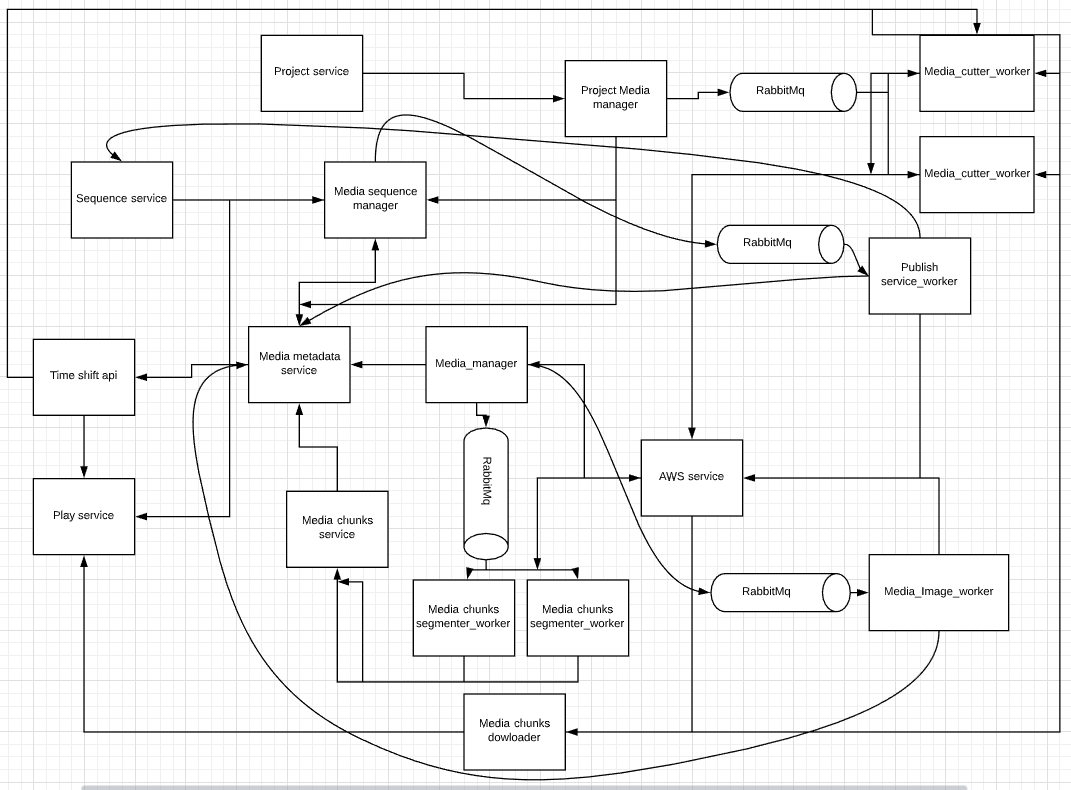 Project service
Project Media
manager
RabbitMq
Media_cutter_worker
Media_cutter_worker
Sequence service
Media sequence
manager
RabbitMq
Publish
service_worker
Time shift api
Media metadata
service
Media_manager
RabbitMq
AWS service
Play service
Media chunks
service
Media chunks
segmenter_worker
Media chunks
segmenter_worker
RabbitMq
Media_Image_worker
Media chunks
dowloader